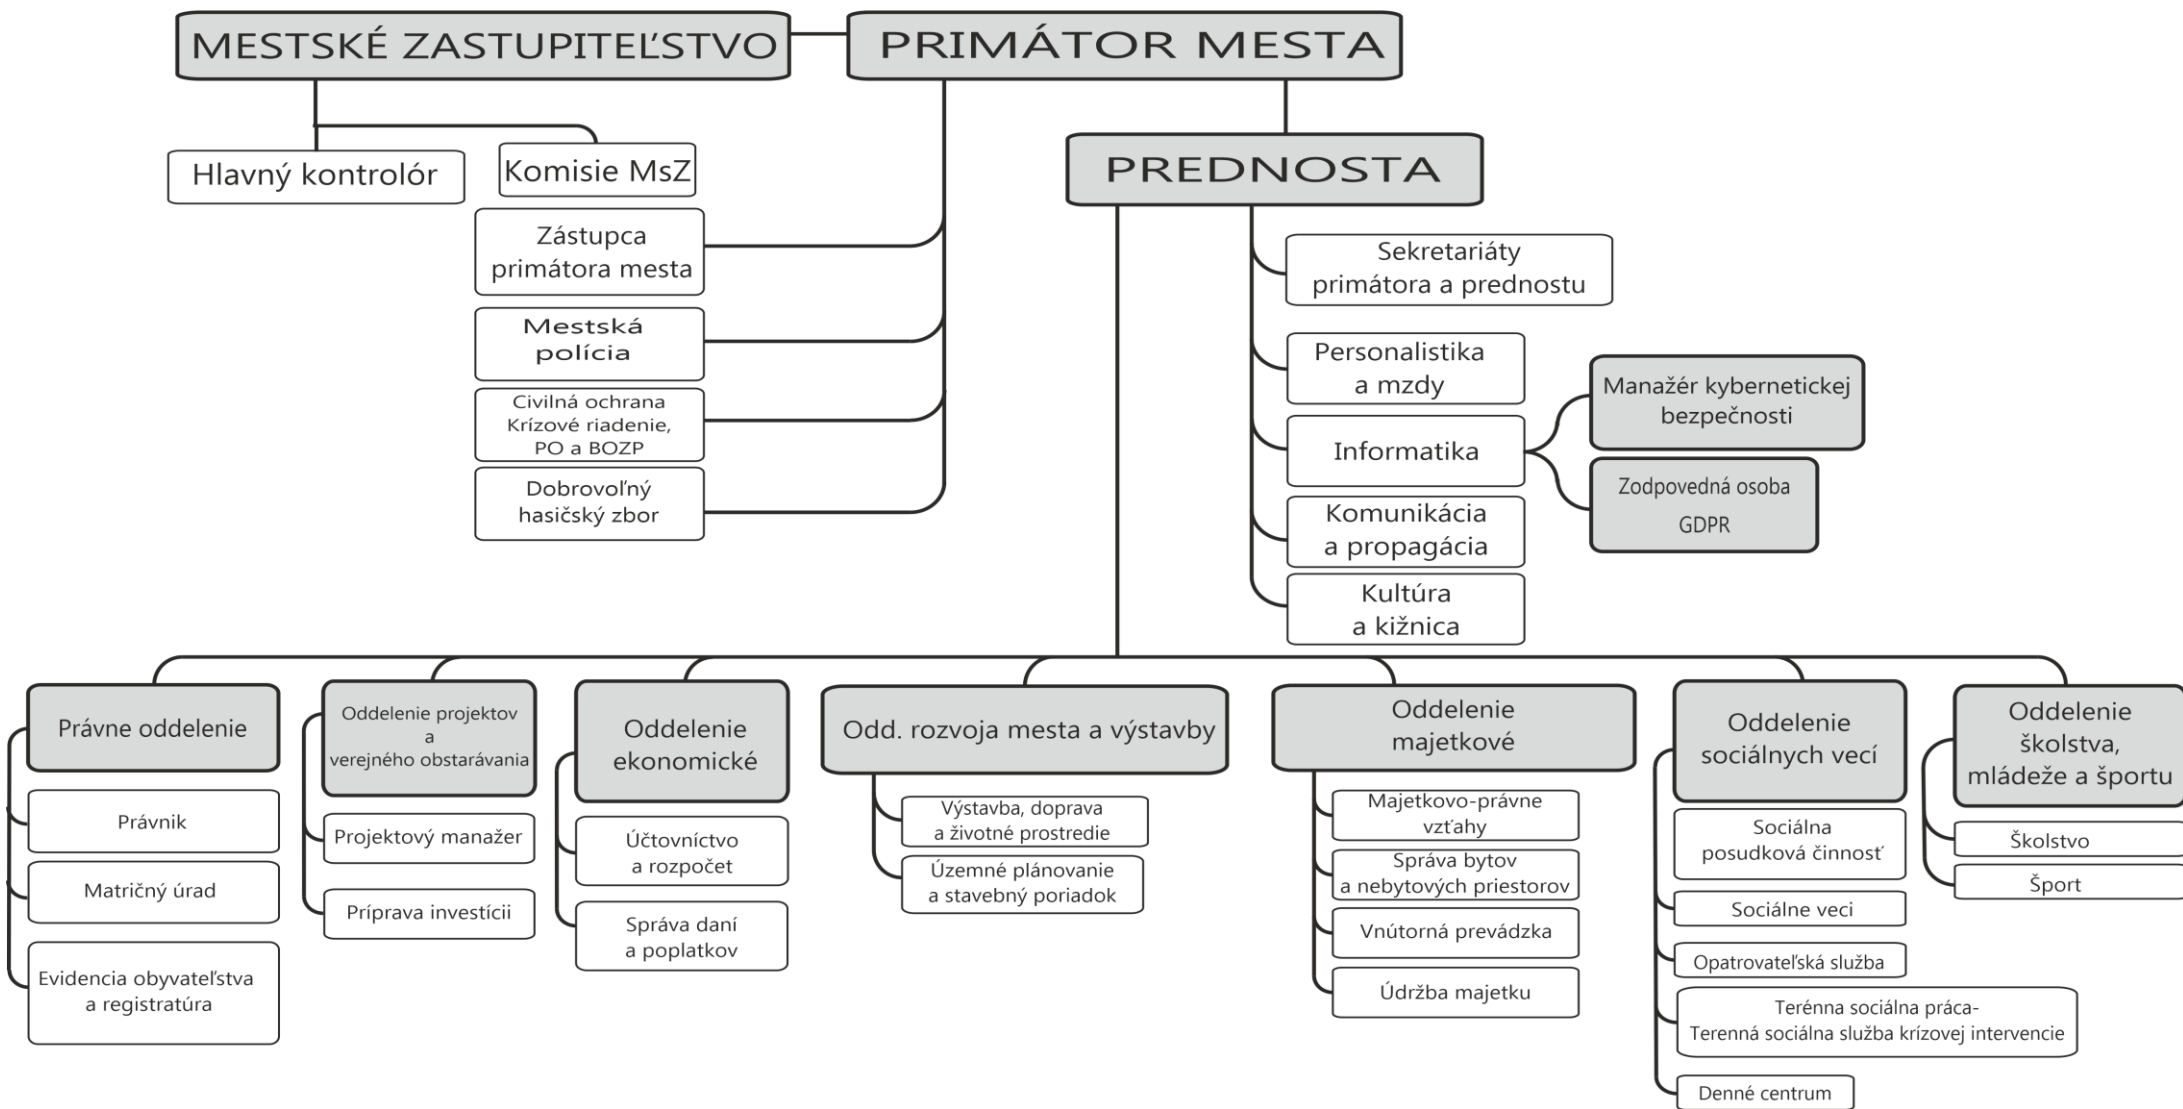 MESTSKÉ ZASTUPITEĽSTVO
PRIMÁTOR MESTA
Hlavný kontrolór
Komisie MsZ
PREDNOSTA
Zástupca
primátora mesta
Mestská
polícia
Civilná ochrana
Krízové riadenie,
PO a BOZP
Dobrovoľný
hasičský zbor
Sekretariáty
primátora a prednostu
Personalistika
a mzdy
Informatika
Manažér kybernetickej
bezpečnosti
Zodpovedná osoba
GDPR
Komunikácia
a propagácia
Kultúra
a kižnica
Právne oddelenie
Právnik
Matričný úrad
Evidencia obyvateľstva
a registratúra
Oddelenie projektov
a
verejného obstarávania
Projektový manažer
Príprava investícii
Oddelenie
ekonomické
Účtovníctvo
a rozpočet
Správa daní
a poplatkov
Odd. rozvoja mesta a výstavby
Výstavba, doprava
a životné prostredie
Územné plánovanie
a stavebný poriadok
Oddelenie
majetkové
Majetkovo-právne
vzťahy
Správa bytov
a nebytových priestorov
Vnútorná prevádzka
Údržba majetku
Oddelenie
sociálnych vecí
Sociálna
posudková činnosť
Sociálne veci
Opatrovateľská služba
Terénna sociálna práca-
Terenná sociálna služba krízovej intervencie
Denné centrum
Oddelenie
školstva,
mládeže a športu
Školstvo
Šport